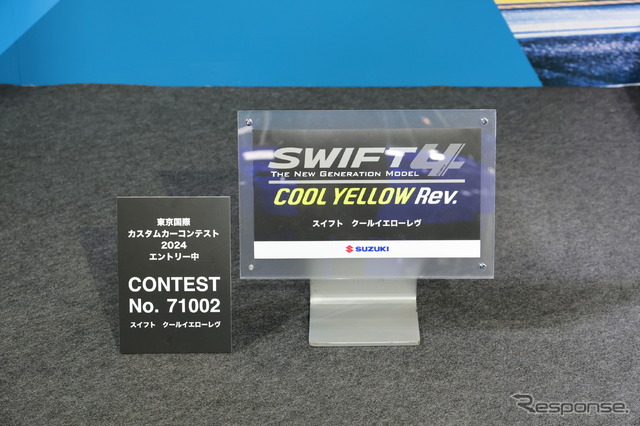 東京国際
カスタムカーコンテスト
2024
エントリー中
CONTEST
No. 71002
スイフト クールイエローレヴ
SWIFT4
THE NEW GENERATION MODEL
COOL YELLOW Rev.
スイフト クールイエローレヴ
SUZUKI
Response.